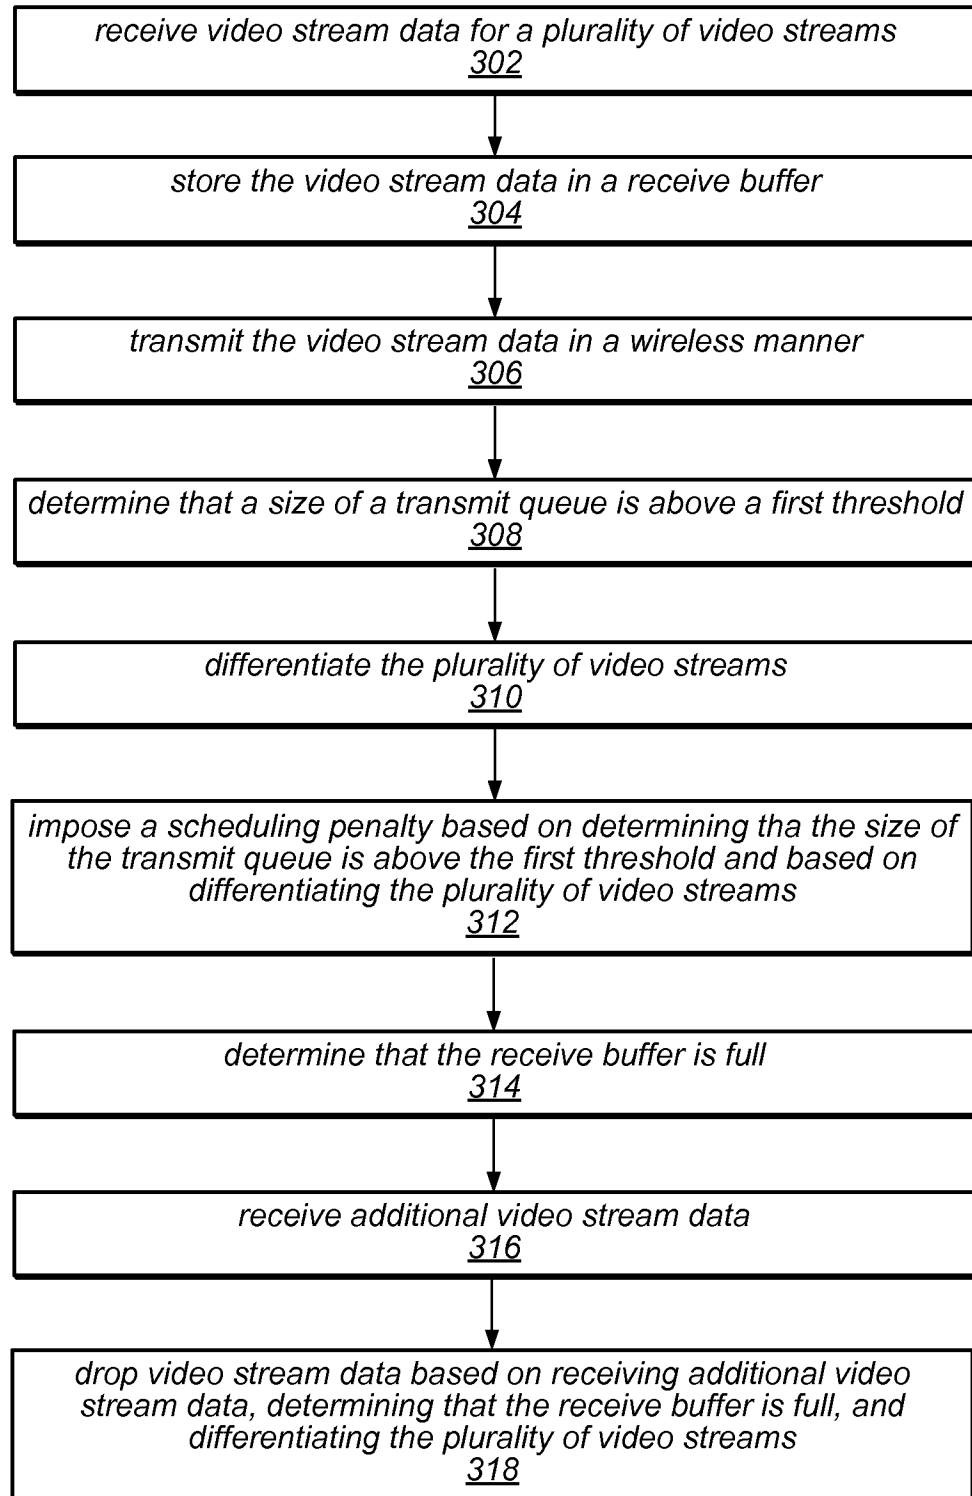 receive video stream data for a plurality of video streams
302
store the video stream data in a receive buffer
304
transmit the video stream data in a wireless manner
306
determine that a size of a transmit queue is above a first threshold
308
differentiate the plurality of video streams
310
impose a scheduling penalty based on determining tha the size of
the transmit queue is above the first threshold and based on
differentiating the plurality of video streams
312
determine that the receive buffer is full
314
receive additional video stream data
316
drop video stream data based on receiving additional video
stream data, determining that the receive buffer is full, and
differentiating the plurality of video streams
318